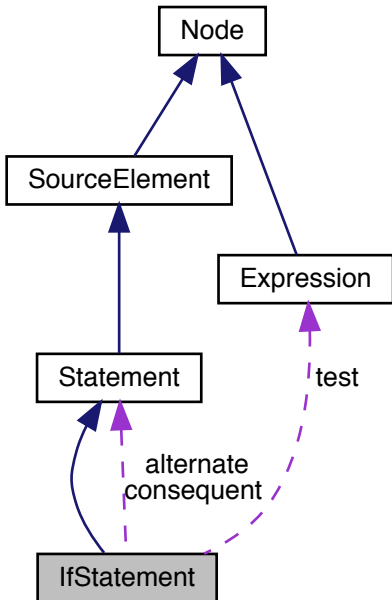 Node
SourceElement
Expression
Statement
test
alternate
consequent
IfStatement